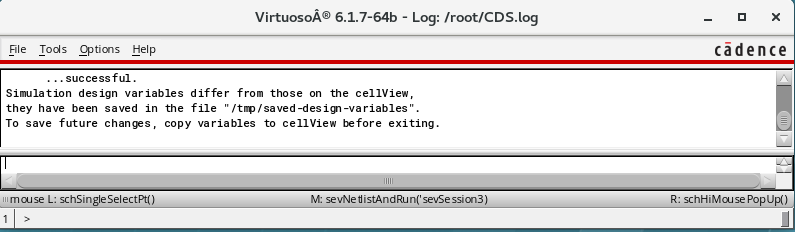 VirtuosoÂ® 6.1.7-64b - Log: /root/CDS.log
File Tools Options Help cādence
...successful.
Simulation design variables differ from those on the cellView,
they have been saved in the file "/tmp/saved-design-variables".
To save future changes, copy variables to cellView before exiting.
mouse L: schSingleSelectPt() M: sevNetlistAndRun('sevSession3) R: schHiMousePopUp()
1 >